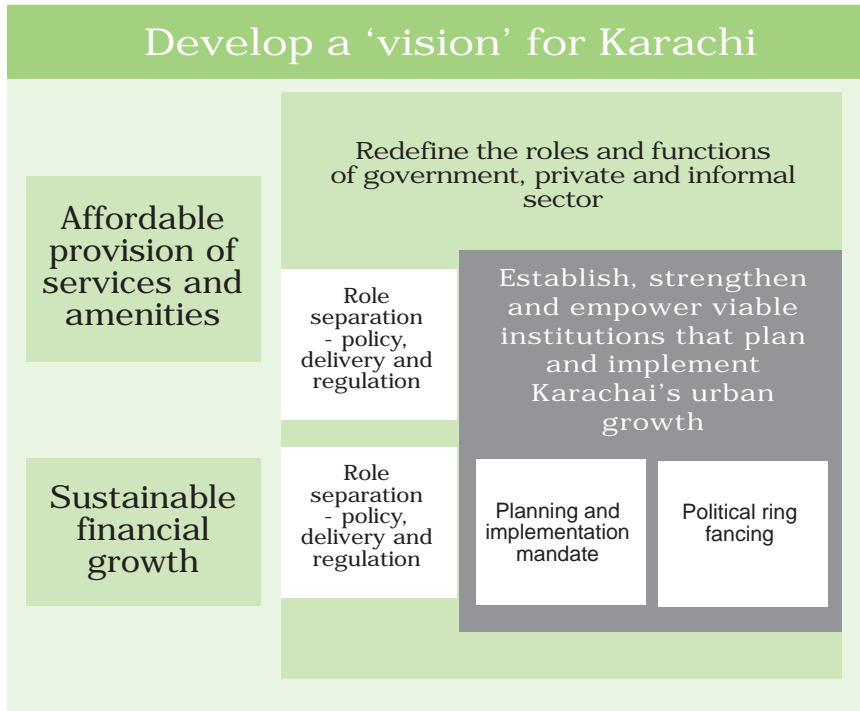 Develop a ‘vision’ for Karachi
Redefine the roles and functions
of government, private and informal
sector
Affordable
provision of
services and
amenities
Role
separation
- policy,
delivery and
regulation
Establish, strengthen
and empower viable
institutions that plan
and implement
Karachai’s urban
growth
Sustainable
financial
growth
Role
separation
- policy,
delivery and
regulation
Planning and
implementation
mandate
Political ring
fancing